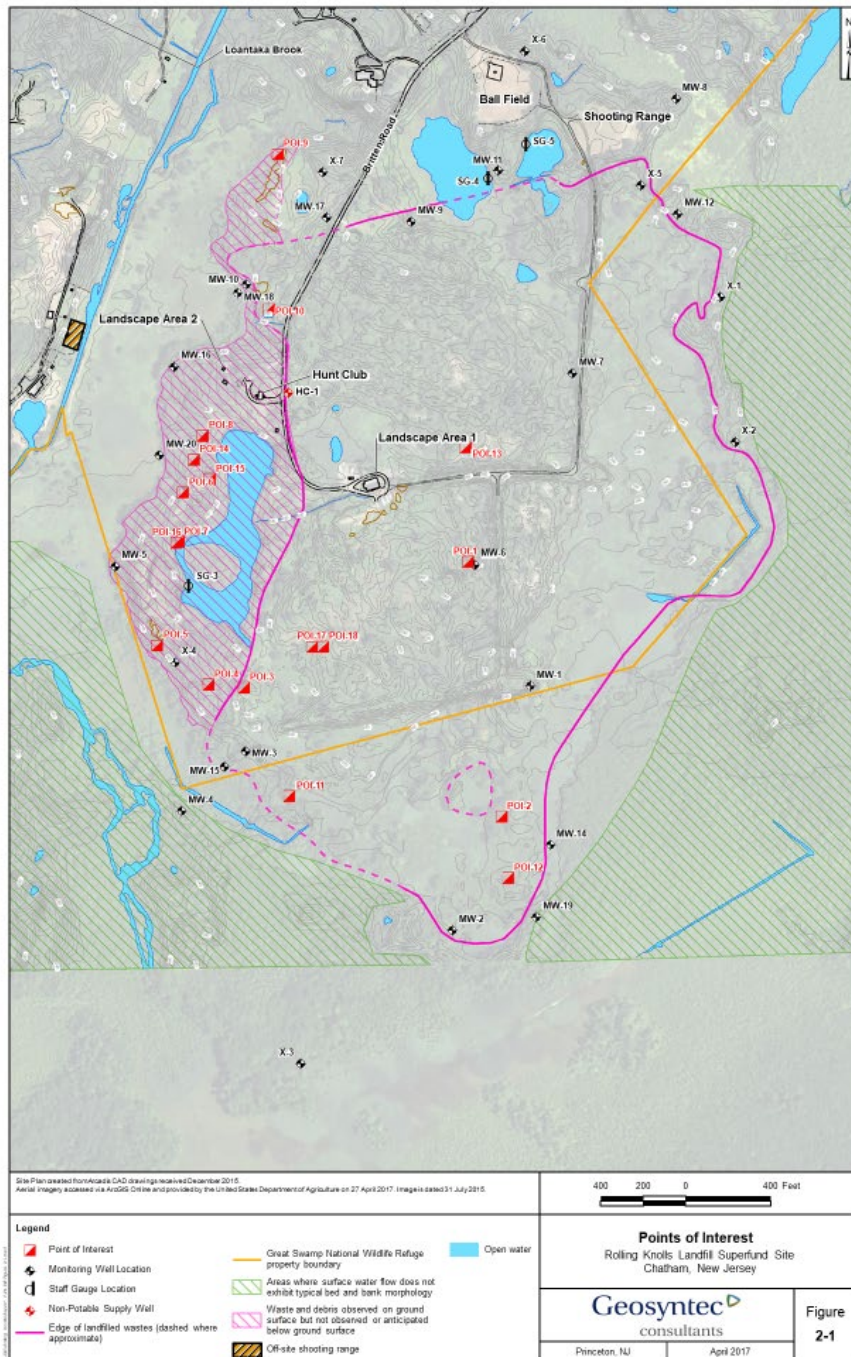 N
X-6
Loantaka Brook
MW-8
Ball Field
Shooting Range
SG-5
POI-9
X-7
Britten Road
MW-11
SG-4
X-5
MW-17
MW-9
MW-12
MW-10
MW-18
X-1
POI-10
Landscape Area 2
MW-16
Hunt Club
HC-1
MW-7
POI-8
X-2
MW-20
POI-14
Landscape Area 1
POI-13
POI-15
POI-6
POI-16
POI-7
MW-5
POI-1
MW-6
SG-3
POI-5
POI-17
POI-18
X-4
POI-4
POI-3
MW-1
MW-3
MW-15
POI-11
MW-4
POI-2
MW-14
POI-12
MW-2
MW-19
X-3
Site Plan created from Arcadis CAD drawings received December 2016.
Aerial imagery accessed via ArcGIS Online and provided by the United States Department of Agriculture on 27 April 2017. Image is dated 31 July 2015.
400 200 0 400 Feet
Legend
Point of Interest
Monitoring Well Location
Staff Gauge Location
Non-Potable Supply Well
Edge of landfilled wastes (dashed where
approximate)
Great Swamp National Wildlife Refuge
property boundary
Areas where surface water flow does not
exhibit typical bed and bank morphology
Waste and debris observed on ground
surface but not observed or anticipated
below ground surface
Off-site shooting range
Open water
Points of Interest
Rolling Knolls Landfill Superfund Site
Chatham, New Jersey
Geosyntec
consultants
Princeton, NJ
April 2017
Figure
2-1